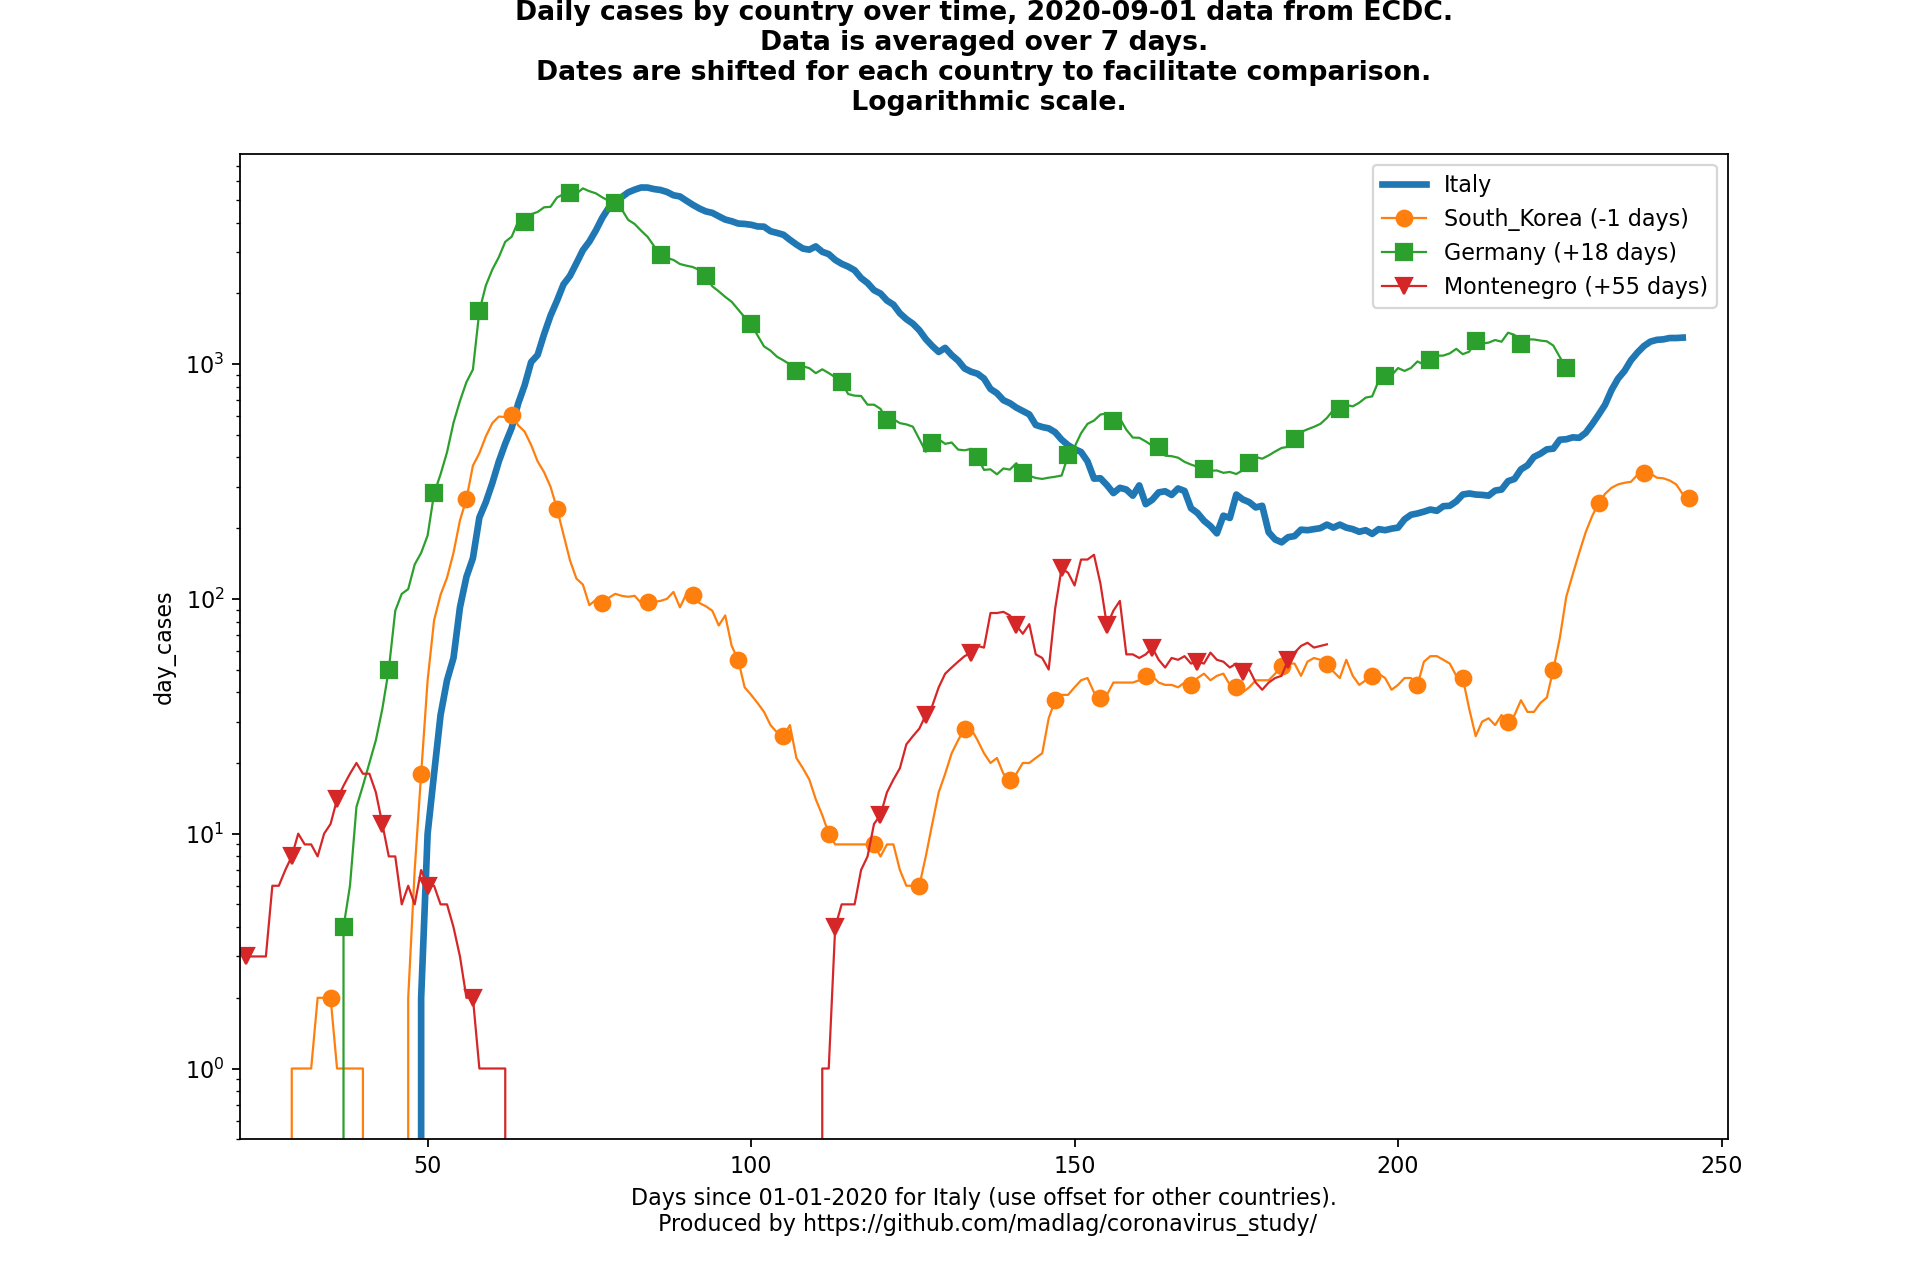 Daily cases by country over time, 2020-09-01 data from ECDC.
Data is averaged over 7 days.
Dates are shifted for each country to facilitate comparison.
Logarithmic scale.
Italy
South_Korea (-1 days)
Germany (+18 days)
Montenegro (+55 days)
day_cases
10³
10²
10¹
10⁰
50
100
150
200
250
Days since 01-01-2020 for Italy (use offset for other countries).
Produced by https://github.com/madlag/coronavirus_study/